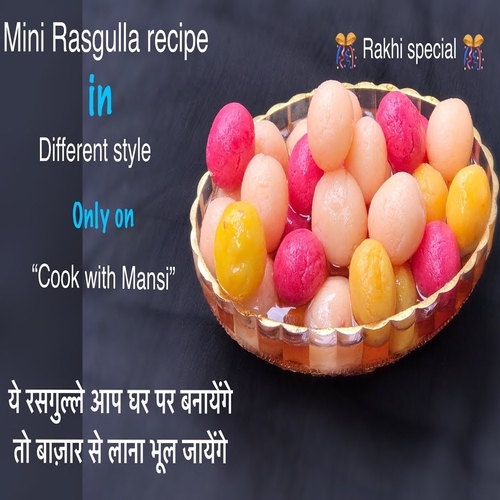 Mini Rasgulla recipe
🎊 Rakhi special 🎊
in
Different style
Only on
“Cook with Mansi”
ये रसगुल्ले आप घर पर बनायेंगे
तो बाज़ार से लाना भूल जायेंगे